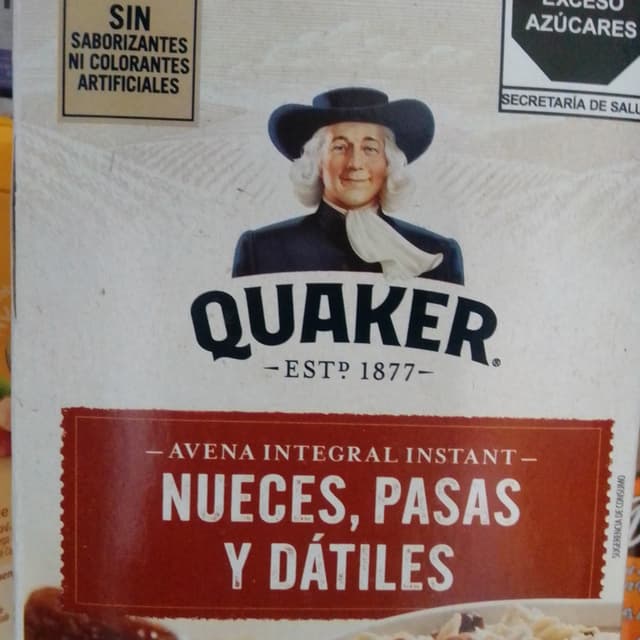 SIN
SABORIZANTES
NI COLORANTES
ARTIFICIALES
EXCESO
AZÚCARES
SECRETARÍA DE SALU
QUAKER
ESTD 1877
AVENA INTEGRAL INSTANT
NUECES, PASAS
Y DÁTILES
SUGERENCIA DE CONSUMO